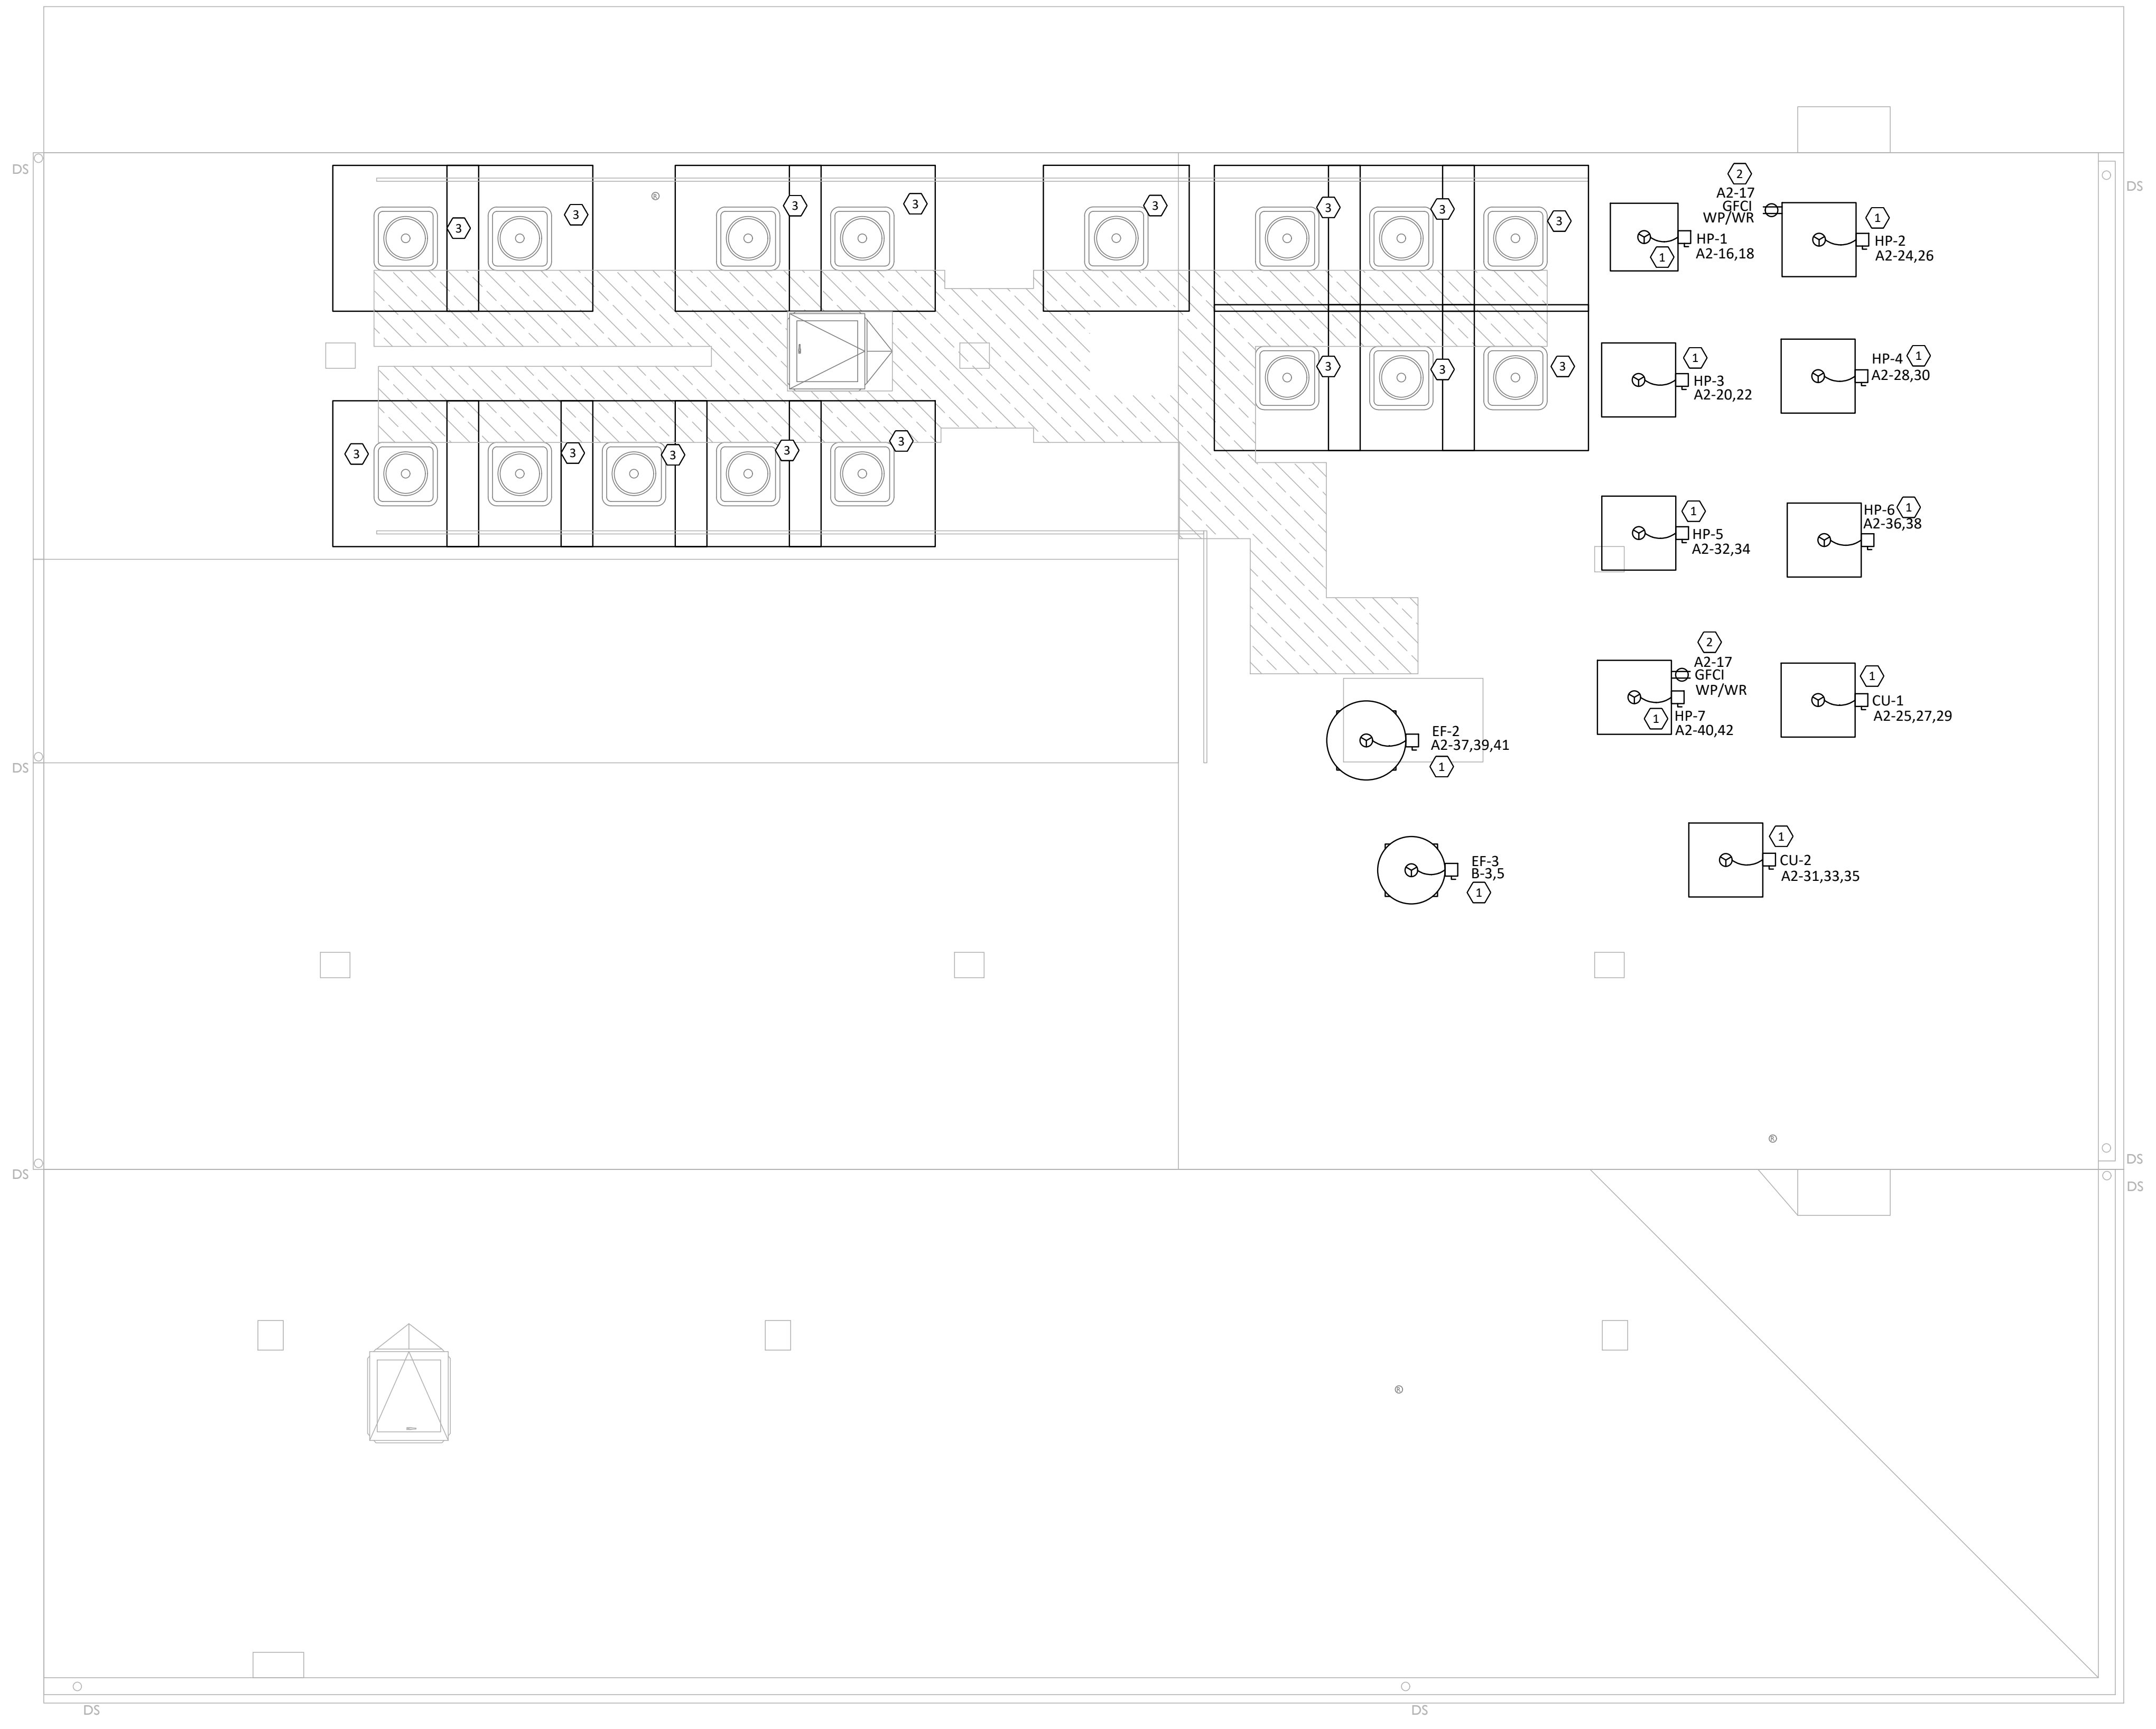 2
DS
A2-17
GFCI
WP/WR
DS
3
3
3
3
3
3
3
3
1
HP-1
A2-16,18
1
HP-2
A2-24,26
3
3
3
1
HP-3
A2-20,22
HP-4
1
A2-28,30
3
3
3
3
3
1
HP-5
A2-32,34
HP-6
1
A2-36,38
2
A2-17
GFCI
WP/WR
1
HP-7
A2-40,42
1
CU-1
A2-25,27,29
EF-2
A2-37,39,41
1
DS
1
CU-2
A2-31,33,35
EF-3
B-3,5
1
DS
DS
DS
DS
DS